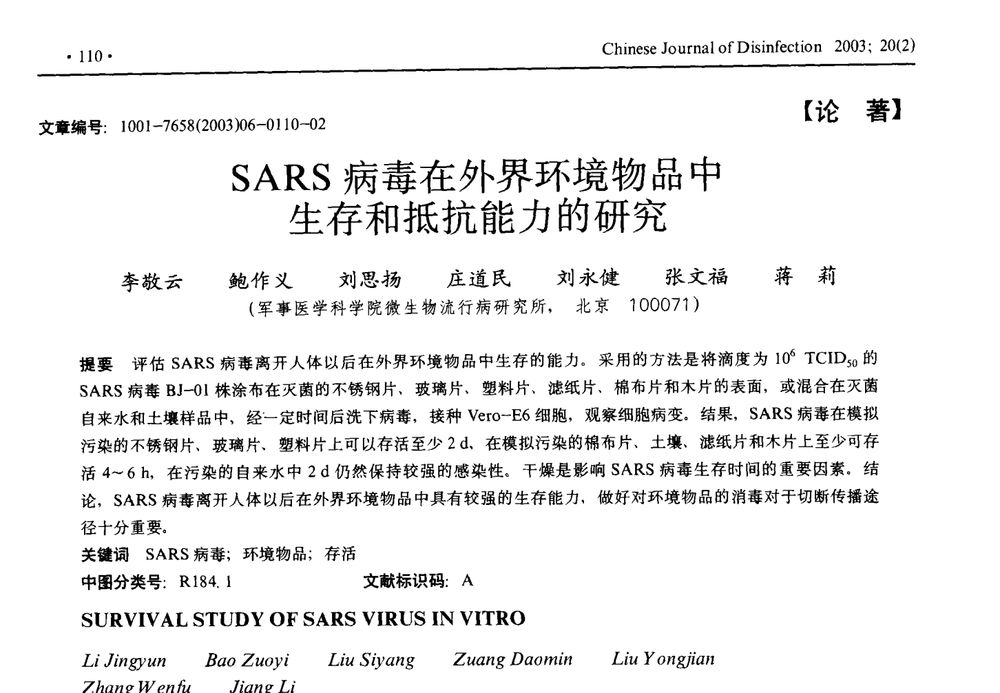 ·110·
Chinese Journal of Disinfection 2003; 20(2)
文章编号: 1001-7658(2003)06-0110-02
【论 著】
SARS 病毒在外界环境物品中
生存和抵抗能力的研究
李敬云 鲍作义 刘思扬 庄道民 刘永健 张文福 蒋 莉
(军事医学科学院微生物流行病研究所, 北京 100071)
提要 评估 SARS 病毒离开人体以后在外界环境物品中生存的能力。采用的方法是将滴度为 10⁶ TCID₅₀ 的
SARS 病毒 BJ-01 株涂布在灭菌的不锈钢片、玻璃片、塑料片、滤纸片、棉布片和木片的表面, 或混合在灭菌
自来水和土壤样品中, 经一定时间后洗下病毒, 接种 Vero-E6 细胞, 观察细胞病变。结果, SARS 病毒在模拟
污染的不锈钢片、玻璃片、塑料片上可以存活至少 2 d、在模拟污染的棉布片、土壤、滤纸片和木片上至少可存
活 4~6 h, 在污染的自来水中 2 d 仍然保持较强的感染性。干燥是影响 SARS 病毒生存时间的重要因素。结
论, SARS 病毒离开人体以后在外界环境物品中具有较强的生存能力, 做好对环境物品的消毒对于切断传播途
径十分重要。
关键词 SARS 病毒; 环境物品; 存活
中图分类号: R184.1 文献标识码: A
SURVIVAL STUDY OF SARS VIRUS IN VITRO
Li Jingyun Bao Zuoyi Liu Siyang Zuang Daomin Liu Yongjian
Zhang Wenfu Jiang Li